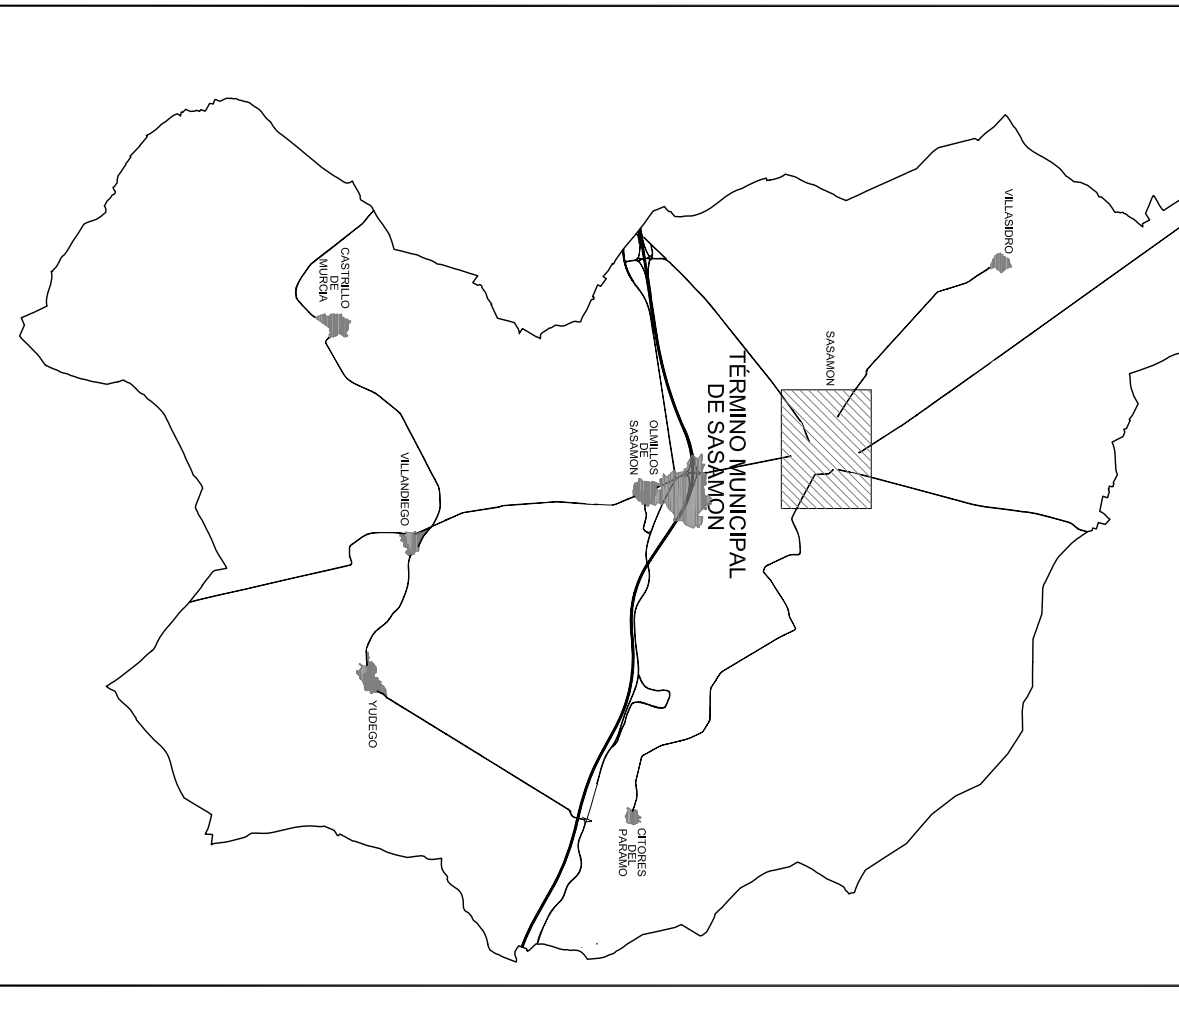 VILLASIDRO
SASAMON
TÉRMINO MUNICIPAL
DE SASAMON
OLMILLOS
DE
SASAMON
CASTRILLO
DE
MURCIA
VILLANDIEGO
YUDEGO
CITORES
DEL
PARAMO